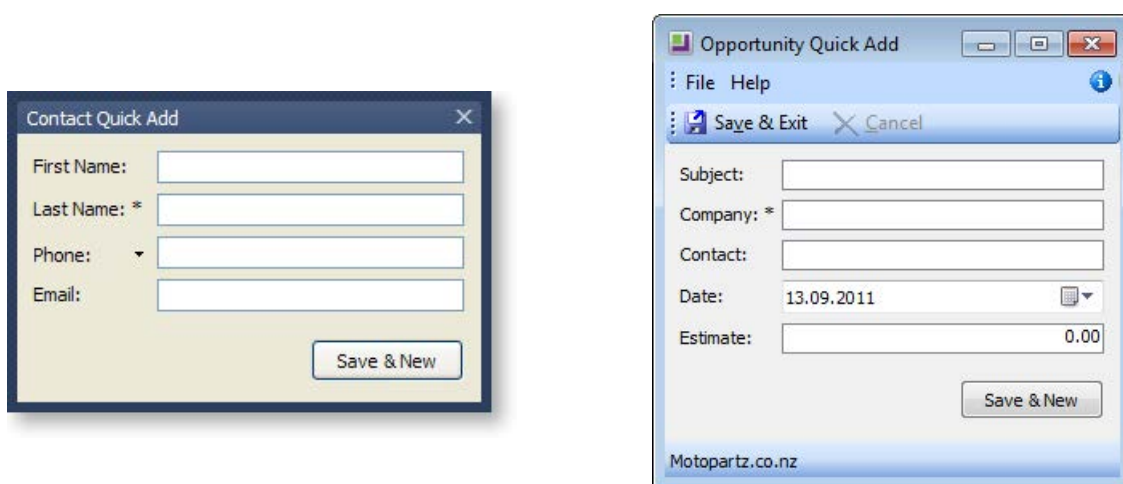 Contact Quick Add
First Name:
Last Name: *
Phone:
Email:
Save & New
Opportunity Quick Add
File Help
Save & Exit Cancel
Subject:
Company: *
Contact:
Date: 13.09.2011
Estimate: 0.00
Save & New
Motopartz.co.nz